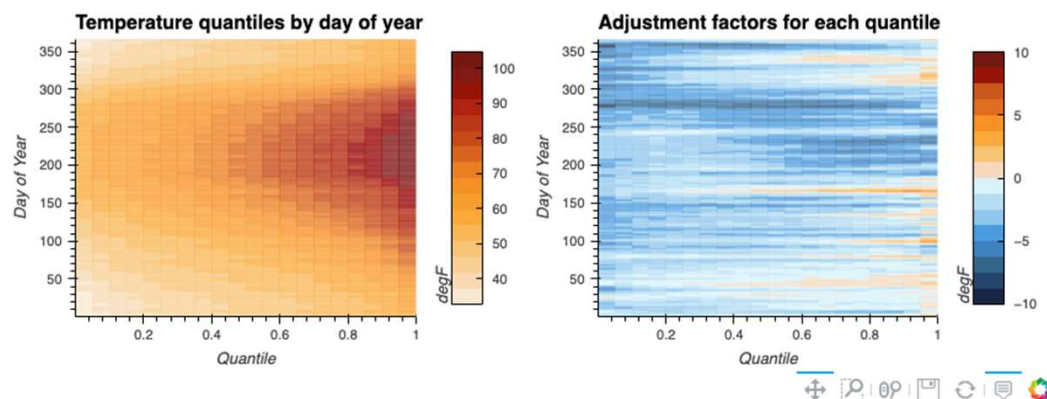 Temperature quantiles by day of year
350
300
250
200
150
100
50
Day of Year
0.2 0.4 0.6 0.8 1
Quantile
100
90
80
70
60
50
40
degF
Adjustment factors for each quantile
350
300
250
200
150
100
50
Day of Year
0.2 0.4 0.6 0.8 1
Quantile
10
5
0
−5
−10
degF